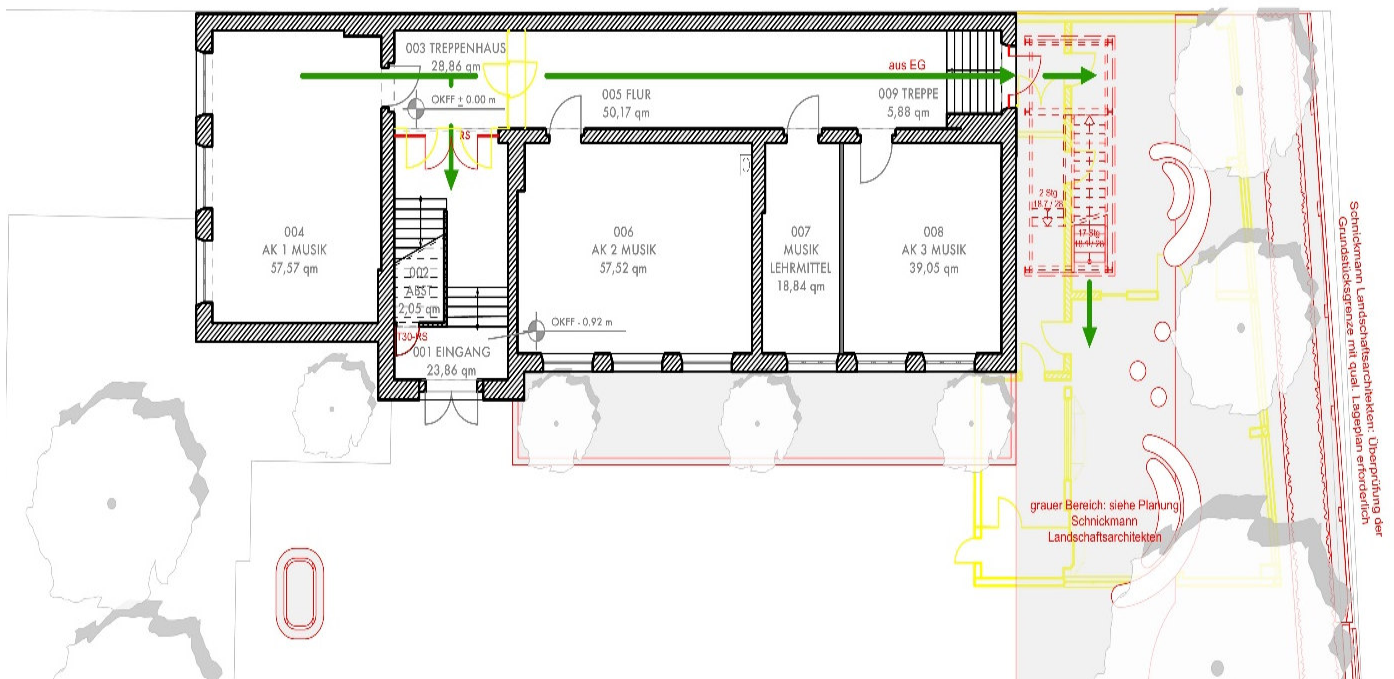 003 TREPPENHAUS
28,86 qm
OKFF ± 0.00 m
RS
005 FLUR
50,17 qm
aus EG
009 TREPPE
5,88 qm
004
AK 1 MUSIK
57,57 qm
002
ABST
2,05 qm
T30-RS
001 EINGANG
23,86 qm
OKFF - 0,92 m
006
AK 2 MUSIK
57,52 qm
007
MUSIK
LEHRMITTEL
18,84 qm
008
AK 3 MUSIK
39,05 qm
2 Stg
18.7 / 28
17 Stg
grauer Bereich: siehe Planung
Schnickmann
Landschaftsarchitekten
Schnickmann Landschaftsarchitekten: Überprüfung der
Grundstücksgrenze mit qual. Lageplan erforderlich